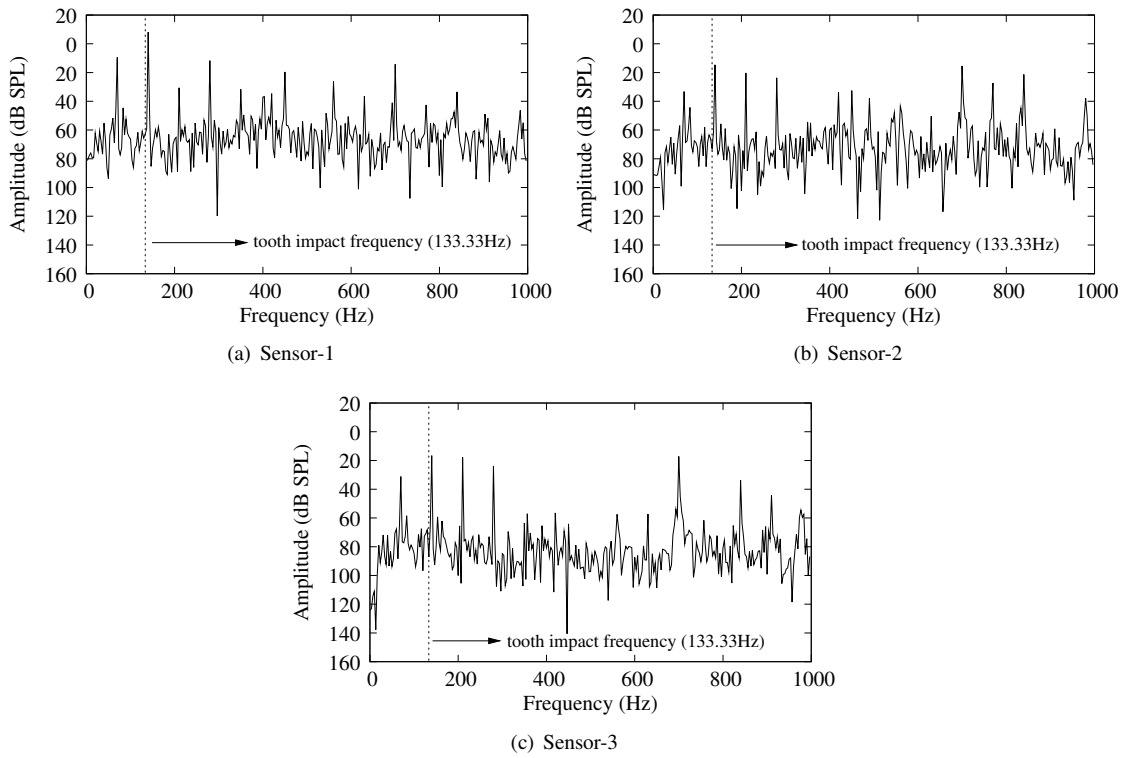 20
0
20
40
60
80
100
120
140
160
Amplitude (dB SPL)
tooth impact frequency (133.33Hz)
0 200 400 600 800 1000
Frequency (Hz)
(a) Sensor-1
20
0
20
40
60
80
100
120
140
160
Amplitude (dB SPL)
tooth impact frequency (133.33Hz)
0 200 400 600 800 1000
Frequency (Hz)
(b) Sensor-2
20
0
20
40
60
80
100
120
140
160
Amplitude (dB SPL)
tooth impact frequency (133.33Hz)
0 200 400 600 800 1000
Frequency (Hz)
(c) Sensor-3